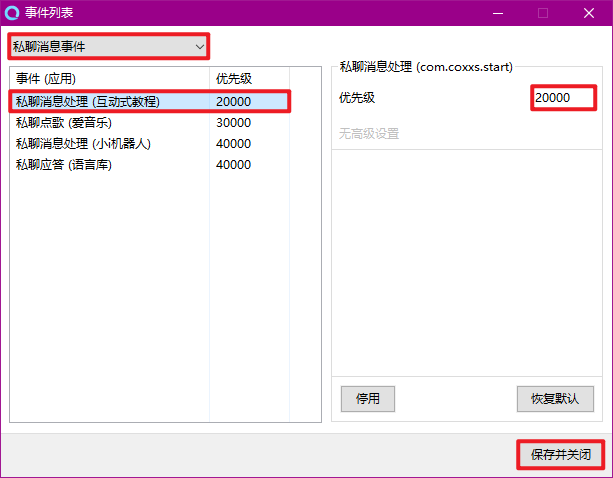 事件列表
私聊消息事件
事件 (应用) 优先级
私聊消息处理 (互动式教程) 20000
私聊点歌 (爱音乐) 30000
私聊消息处理 (小i机器人) 40000
私聊应答 (语言库) 40000
私聊消息处理 (com.coxxs.start)
优先级 20000
无高级设置
停用 恢复默认
保存并关闭